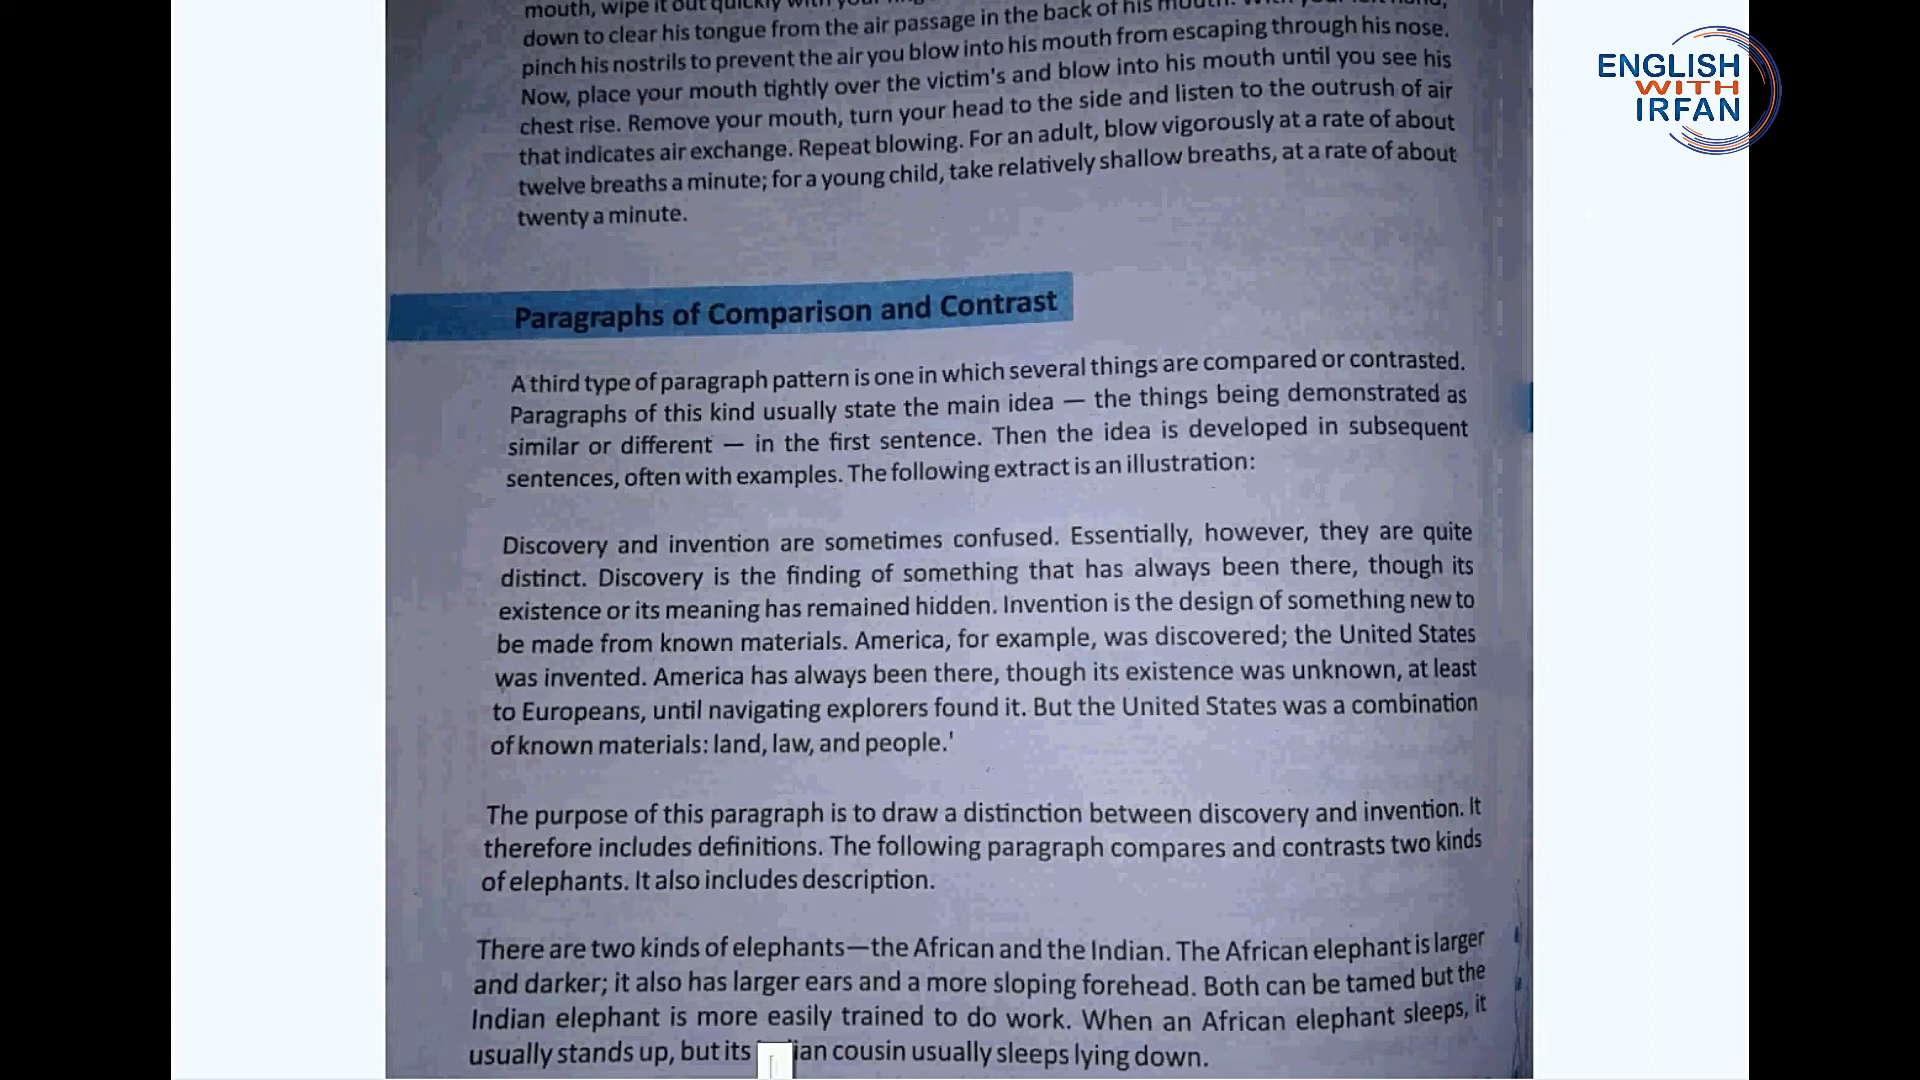 mouth, wipe it out quickly with your
down to clear his tongue from the air passage in the back of his mouth. With your left hand,
pinch his nostrils to prevent the air you blow into his mouth from escaping through his nose.
Now, place your mouth tightly over the victim's and blow into his mouth until you see his
chest rise. Remove your mouth, turn your head to the side and listen to the outrush of air
that indicates air exchange. Repeat blowing. For an adult, blow vigorously at a rate of about
twelve breaths a minute; for a young child, take relatively shallow breaths, at a rate of about
twenty a minute.
ENGLISH
WITH
IRFAN
Paragraphs of Comparison and Contrast
A third type of paragraph pattern is one in which several things are compared or contrasted.
Paragraphs of this kind usually state the main idea — the things being demonstrated as
similar or different — in the first sentence. Then the idea is developed in subsequent
sentences, often with examples. The following extract is an illustration:
Discovery and invention are sometimes confused. Essentially, however, they are quite
distinct. Discovery is the finding of something that has always been there, though its
existence or its meaning has remained hidden. Invention is the design of something new to
be made from known materials. America, for example, was discovered; the United States
was invented. America has always been there, though its existence was unknown, at least
to Europeans, until navigating explorers found it. But the United States was a combination
of known materials: land, law, and people.'
The purpose of this paragraph is to draw a distinction between discovery and invention. It
therefore includes definitions. The following paragraph compares and contrasts two kinds
of elephants. It also includes description.
There are two kinds of elephants—the African and the Indian. The African elephant is larger
and darker; it also has larger ears and a more sloping forehead. Both can be tamed but the
Indian elephant is more easily trained to do work. When an African elephant sleeps, it
usually stands up, but its ian cousin usually sleeps lying down.